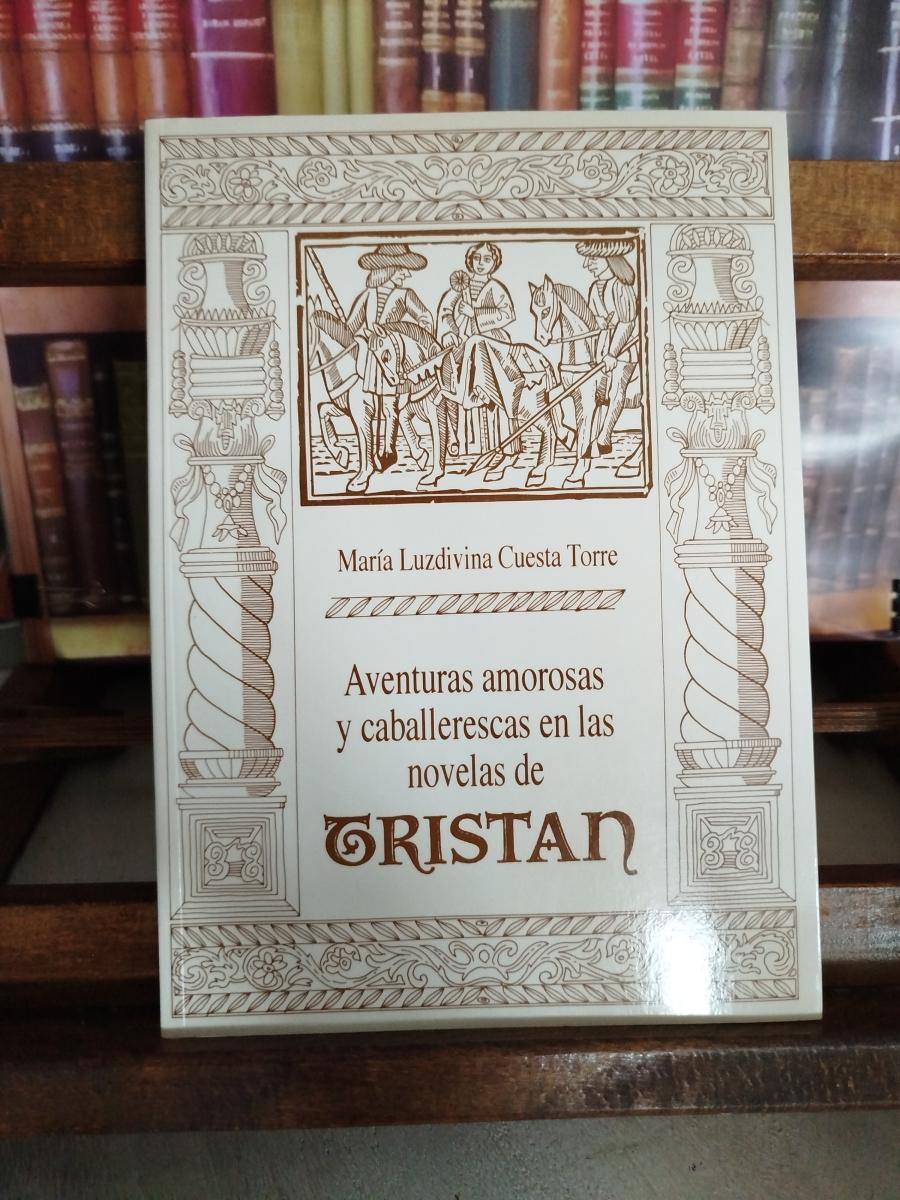 María Luzdivina Cuesta Torre
Aventuras amorosas
y caballerescas en las
novelas de
TRISTAN